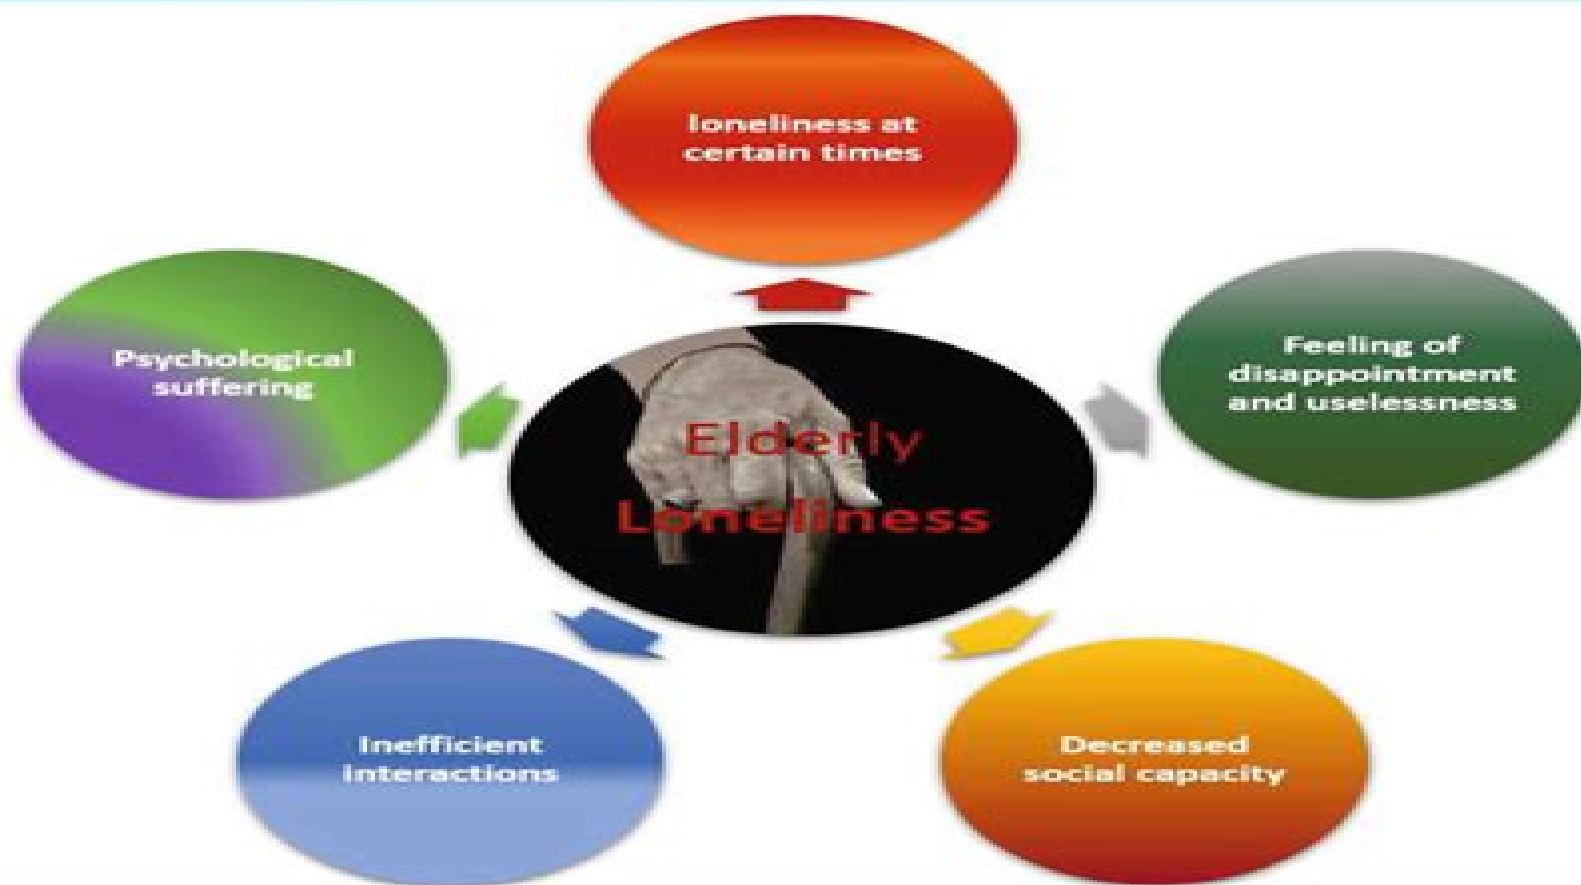 loneliness at
certain times
Psychological
suffering
Feeling of
disappointment
and uselessness
Elderly
Loneliness
Inefficient
interactions
Decreased
social capacity